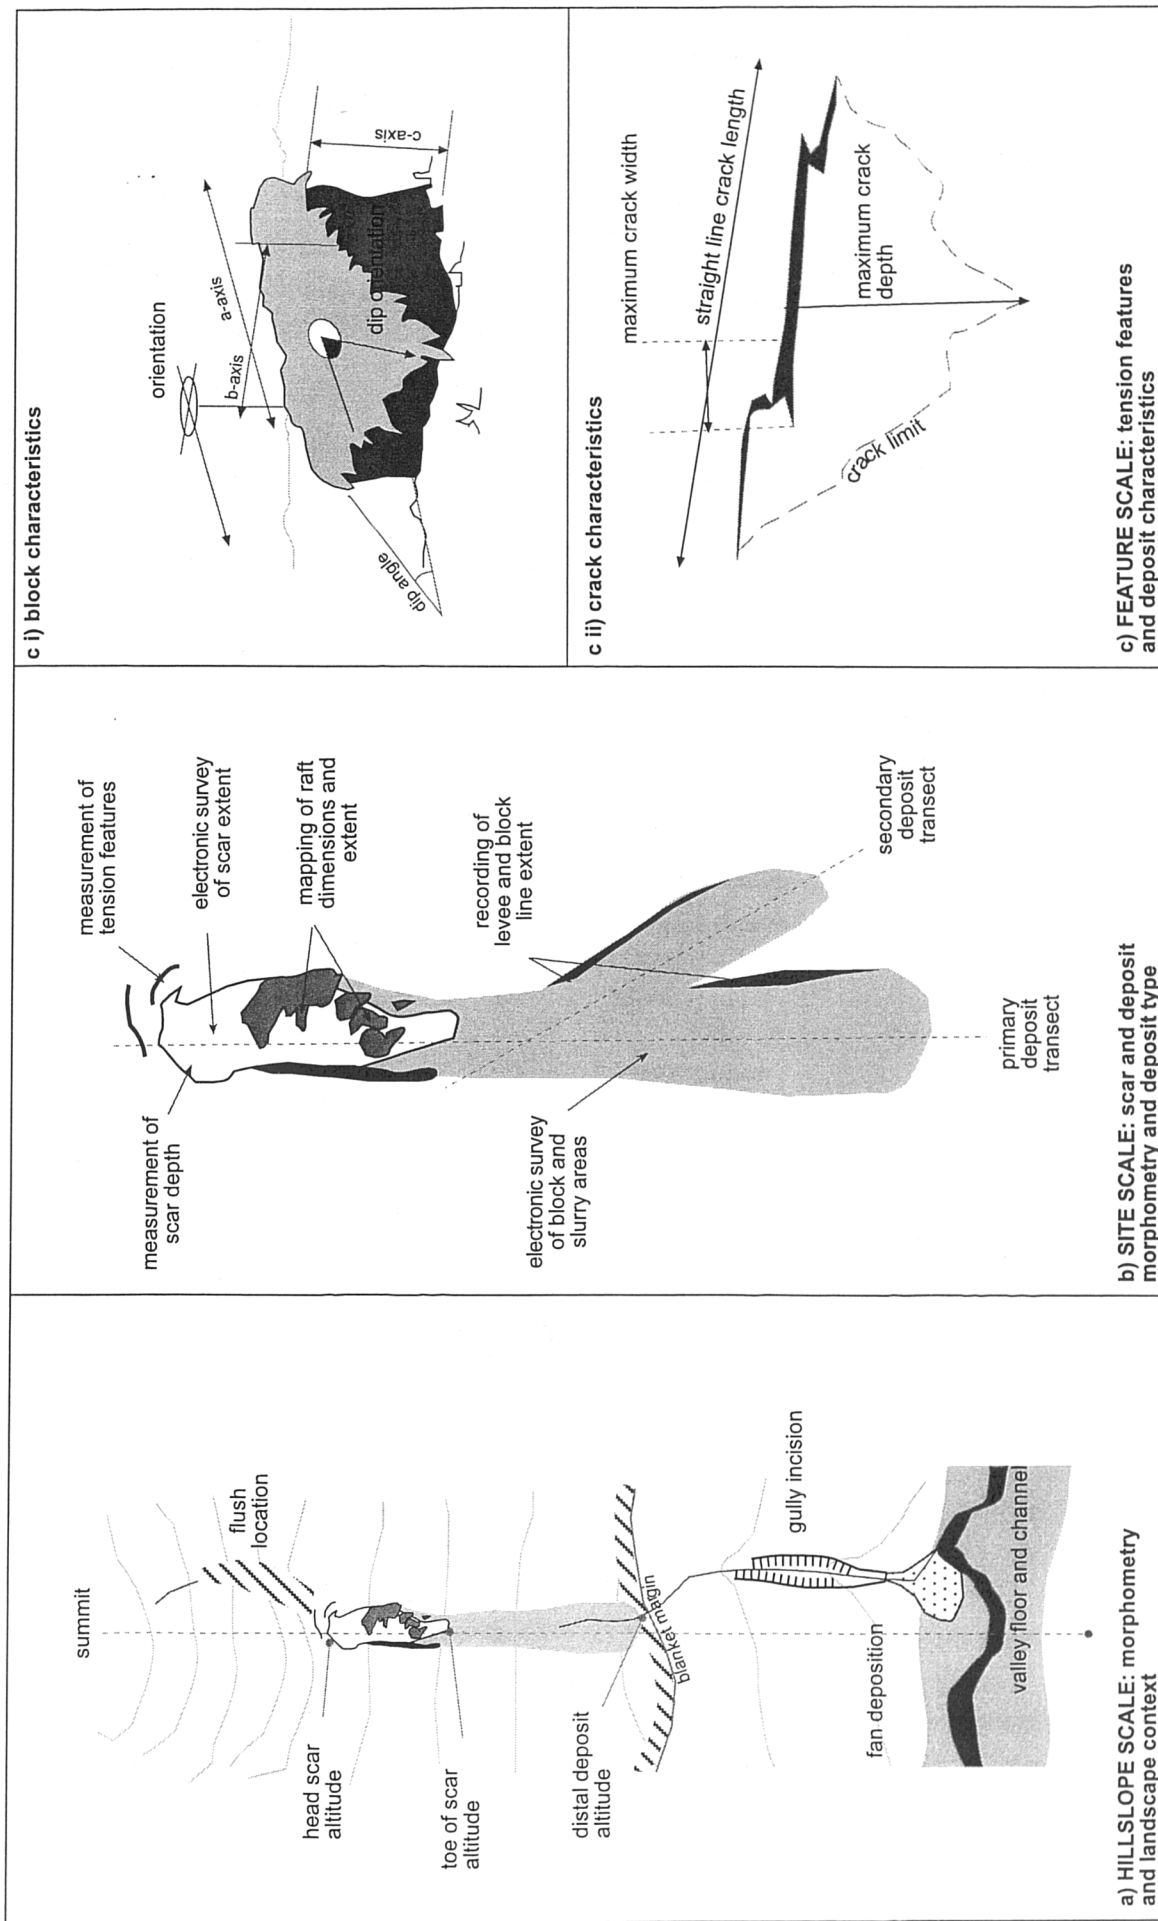 summit
flush
location
head scar
altitude
toe of scar
altitude
distal deposit
altitude
blanket margin
gully incision
fan deposition
valley floor and channel
a) HILLSLOPE SCALE: morphometry
and landscape context
measurement of
tension features
measurement of
scar depth
electronic survey
of scar extent
mapping of raft
dimensions and
extent
recording of
levee and block
line extent
electronic survey
of block and
slurry areas
secondary
deposit
transect
primary
deposit
transect
b) SITE SCALE: scar and deposit
morphometry and deposit type
c i) block characteristics
orientation
a-axis
b-axis
c-axis
dip orientation
dip angle
c ii) crack characteristics
maximum crack width
straight line crack length
maximum crack
depth
crack limit
c) FEATURE SCALE: tension features
and deposit characteristics